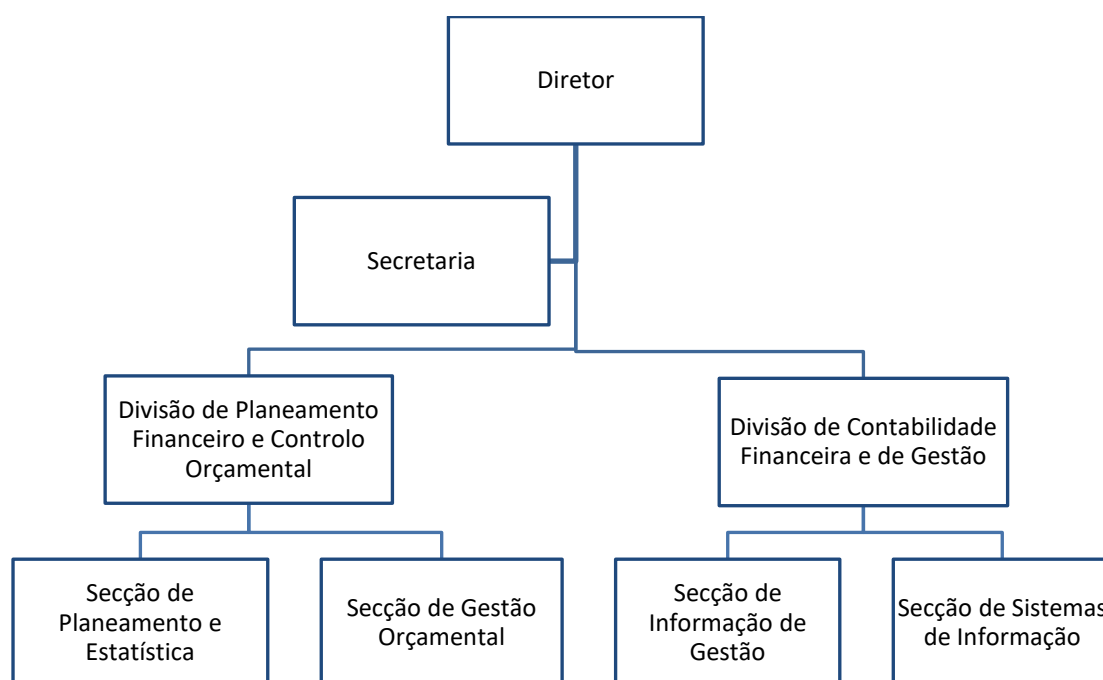 Diretor
Secretaria
Divisão de Planeamento
Financeiro e Controlo
Orçamental
Divisão de Contabilidade
Financeira e de Gestão
Secção de
Planeamento e
Estatística
Secção de Gestão
Orçamental
Secção de
Informação de
Gestão
Secção de Sistemas
de Informação